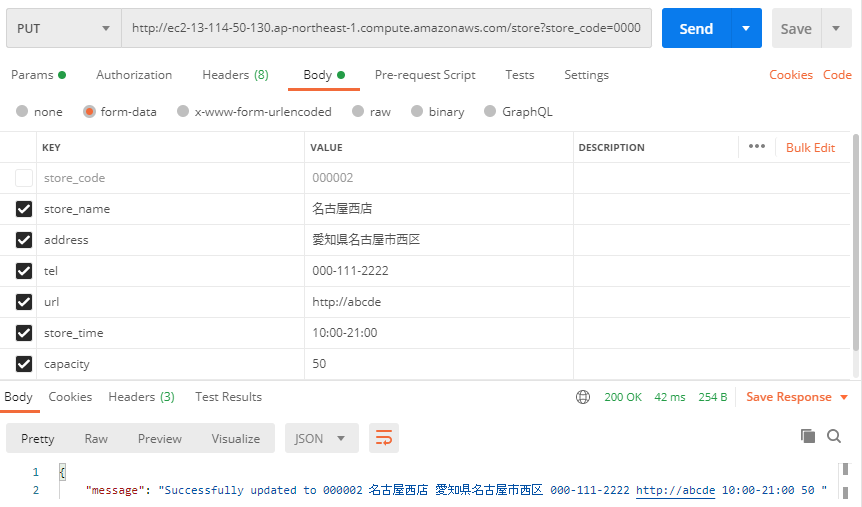 PUT http://ec2-13-114-50-130.ap-northeast-1.compute.amazonaws.com/store?store_code=0000 Send Save
Params Authorization Headers (8) Body Pre-request Script Tests Settings Cookies Code
none form-data x-www-form-urlencoded raw binary GraphQL
KEY VALUE DESCRIPTION ••• Bulk Edit
store_code 000002
store_name 名古屋西店
address 愛知県名古屋市西区
tel 000-111-2222
url http://abcde
store_time 10:00-21:00
capacity 50
Body Cookies Headers (3) Test Results 200 OK 42 ms 254 B Save Response
Pretty Raw Preview Visualize JSON
1 {
2 "message": "Successfully updated to 000002 名古屋西店 愛知県名古屋市西区 000-111-2222 http://abcde 10:00-21:00 50 "